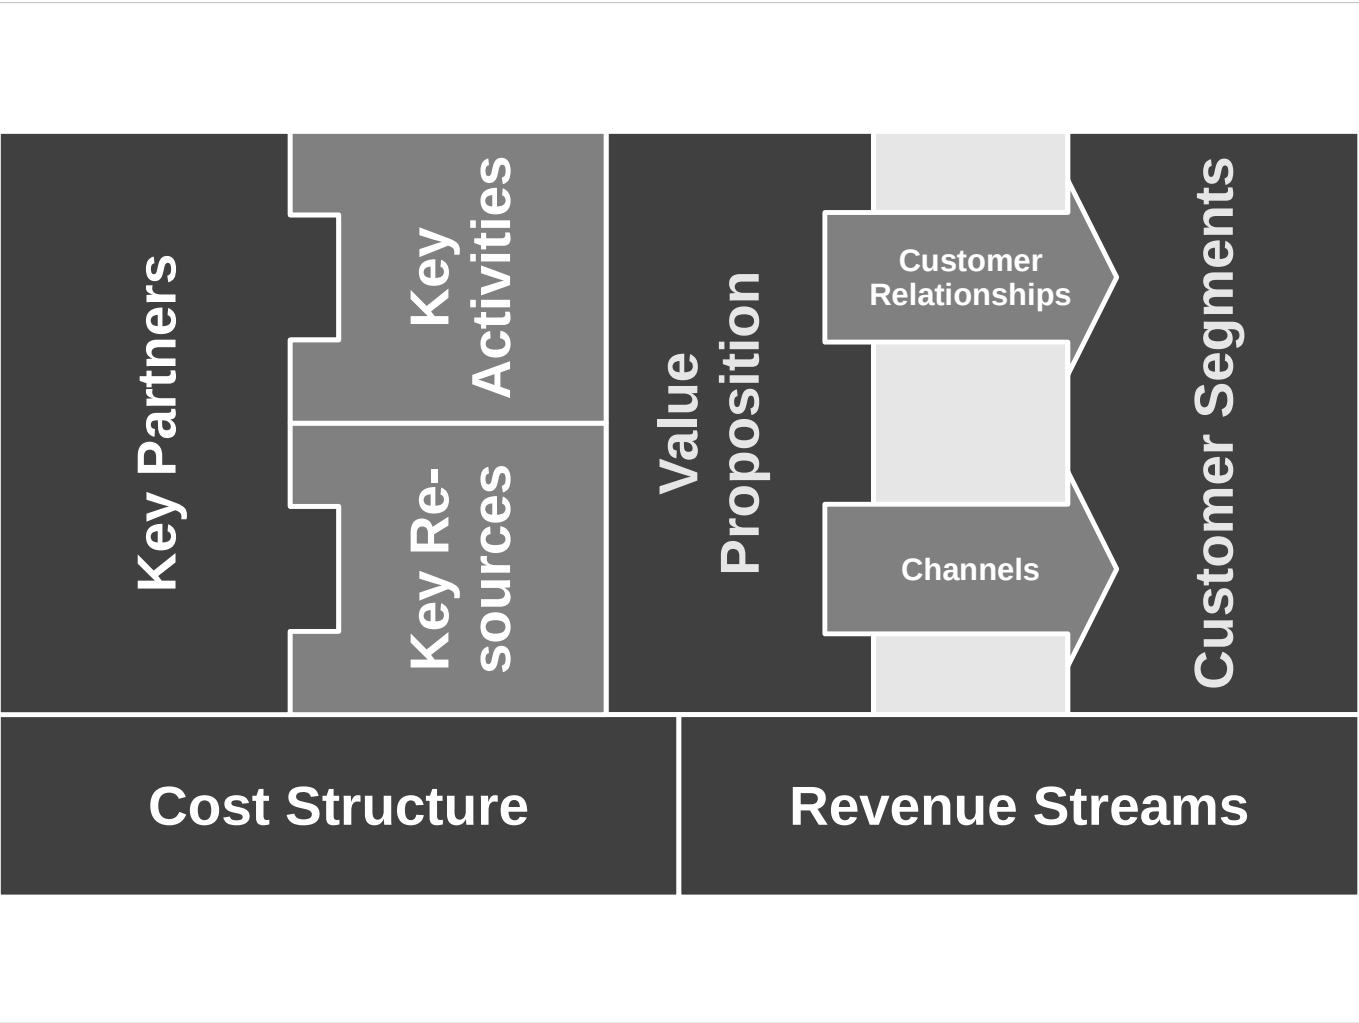 Key Partners
Key
Activities
Key Re-
sources
Value
Proposition
Customer
Relationships
Channels
Customer Segments
Cost Structure
Revenue Streams